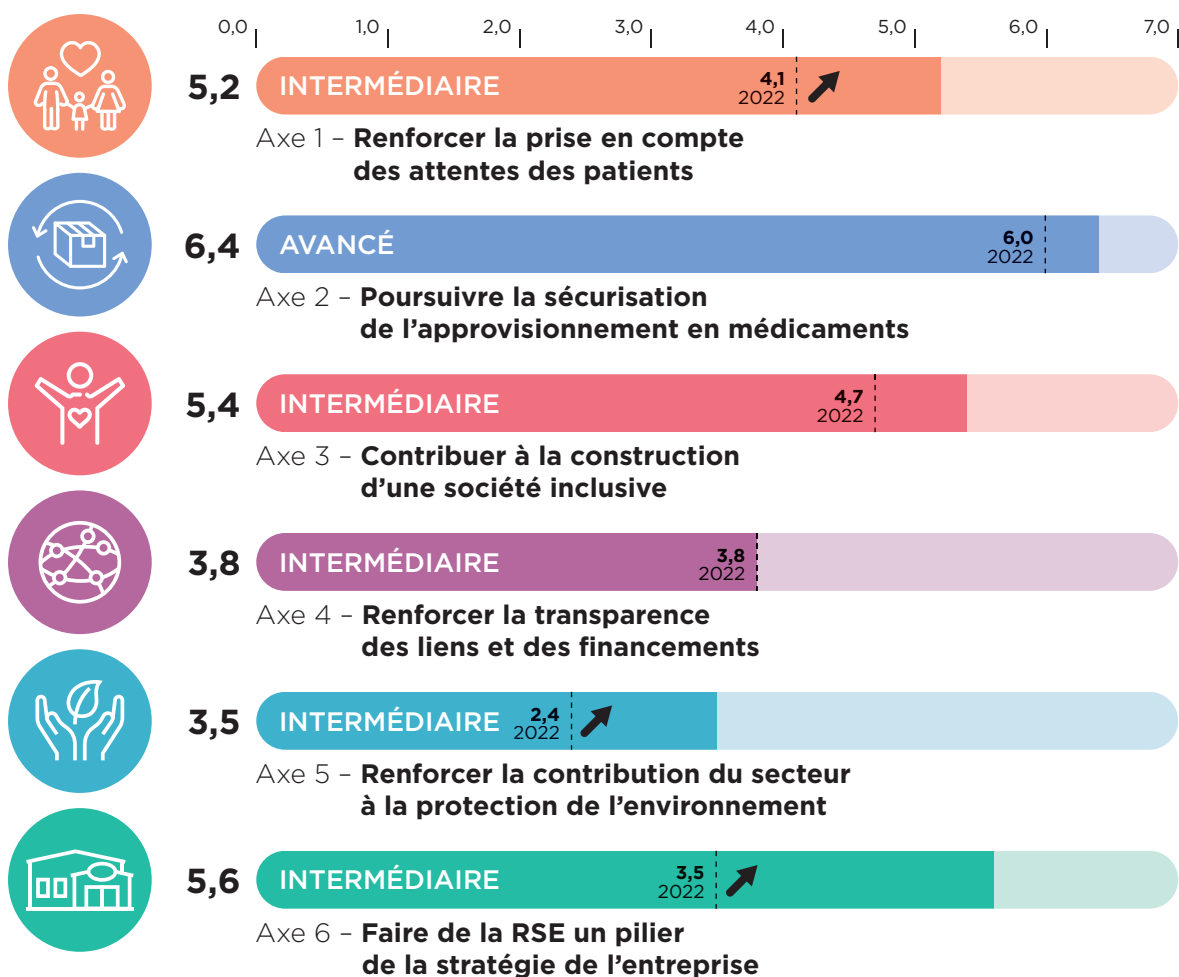 0,0 1,0 2,0 3,0 4,0 5,0 6,0 7,0
5,2 INTERMÉDIAIRE 4,1
2022
Axe 1 – Renforcer la prise en compte
des attentes des patients
6,4 AVANCÉ 6,0
2022
Axe 2 – Poursuivre la sécurisation
de l’approvisionnement en médicaments
5,4 INTERMÉDIAIRE 4,7
2022
Axe 3 – Contribuer à la construction
d’une société inclusive
3,8 INTERMÉDIAIRE 3,8
2022
Axe 4 – Renforcer la transparence
des liens et des financements
3,5 INTERMÉDIAIRE 2,4
2022
Axe 5 – Renforcer la contribution du secteur
à la protection de l’environnement
5,6 INTERMÉDIAIRE 3,5
2022
Axe 6 – Faire de la RSE un pilier
de la stratégie de l’entreprise